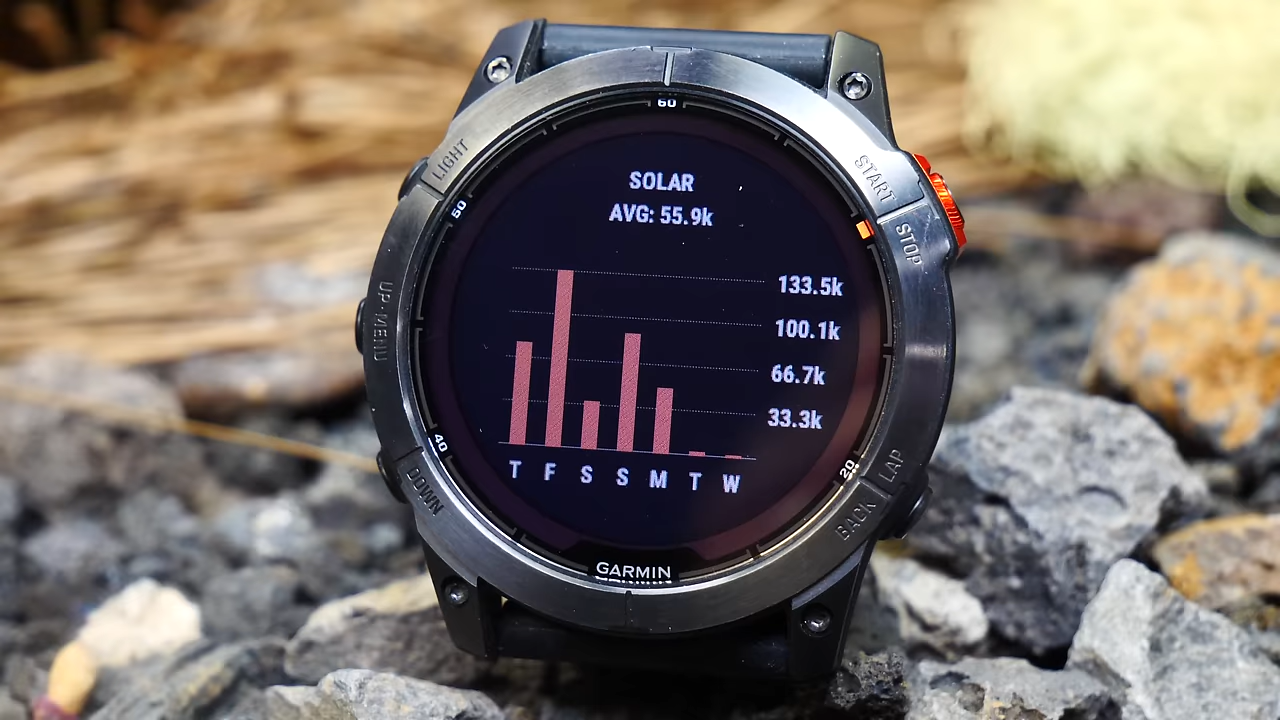 60
LIGHT
START
50
STOP
SOLAR
AVG: 55.9k
133.5k
UP·MENU
100.1k
66.7k
33.3k
40
20
LAP
T F S S M T W
DOWN
BACK
GARMIN